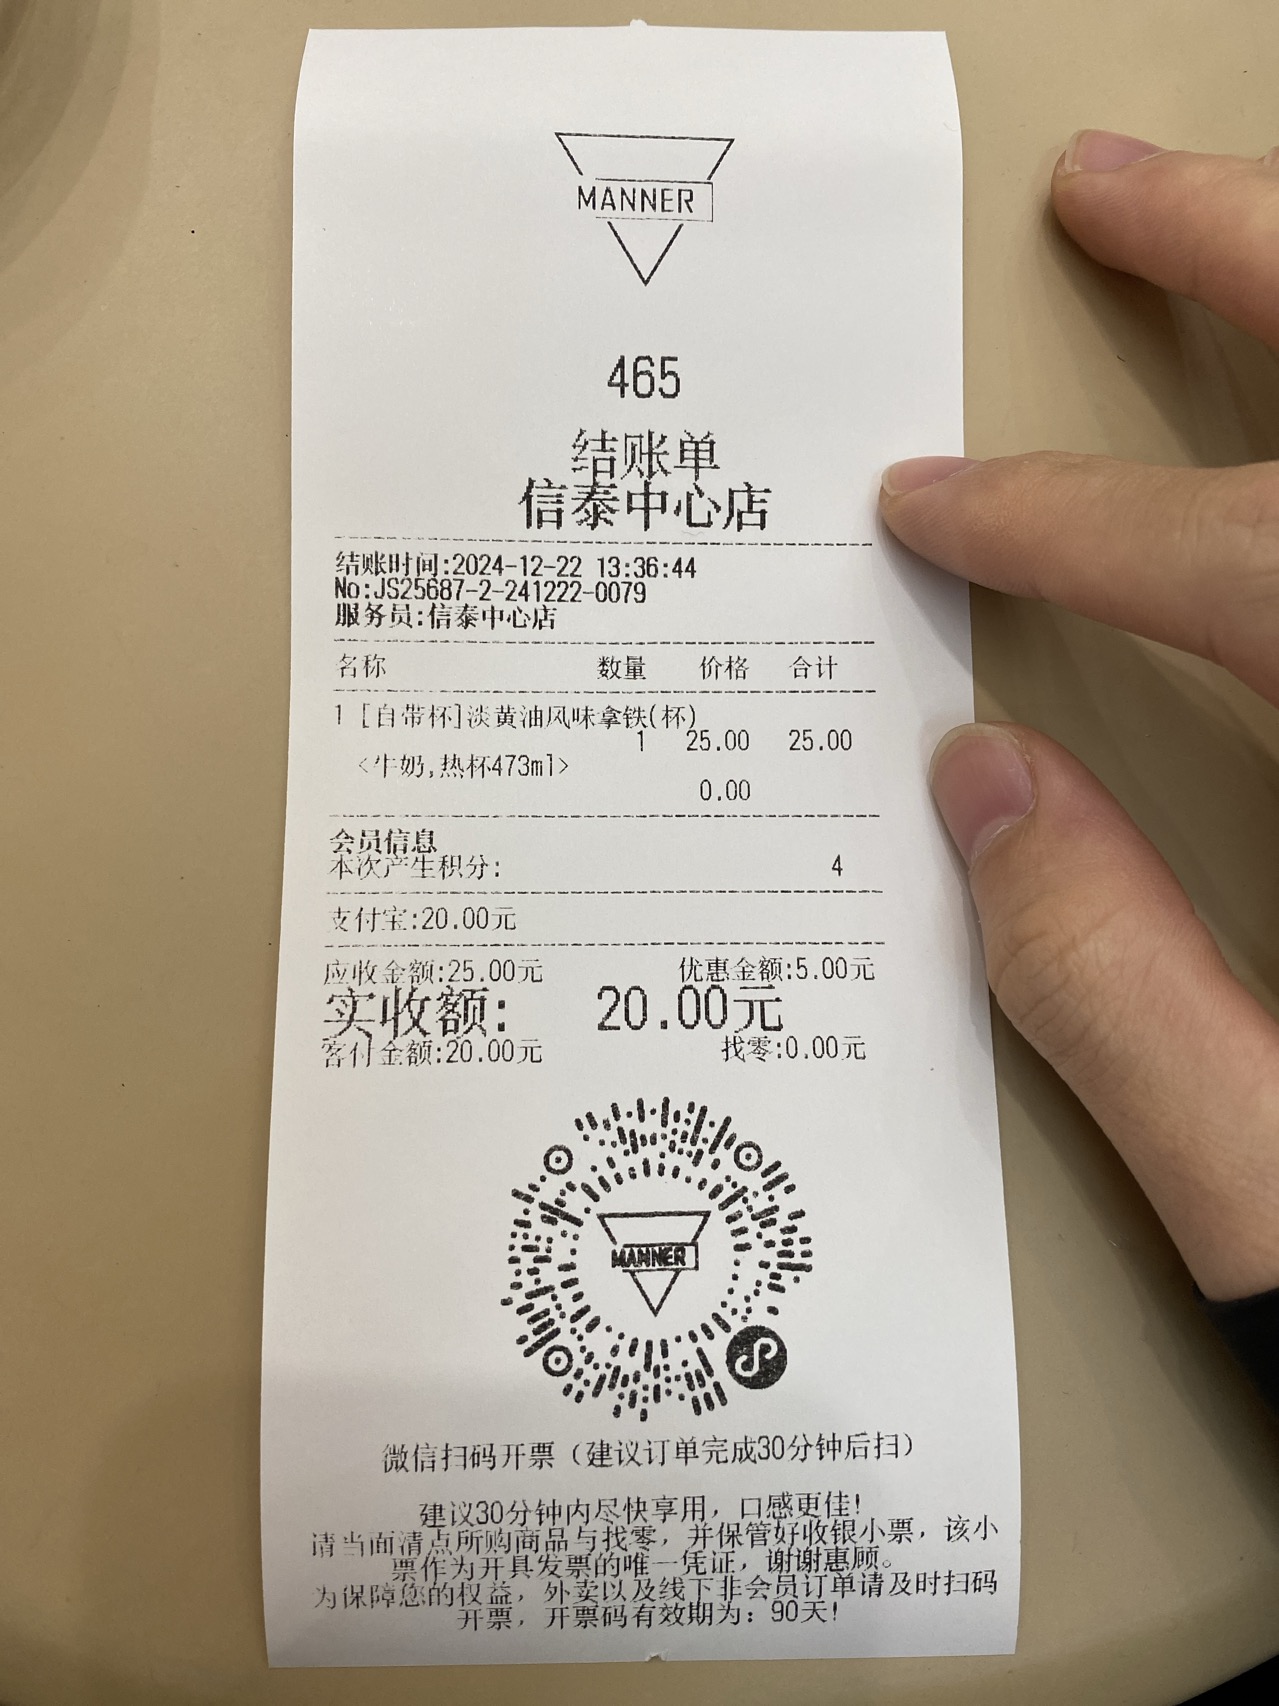 MANNER
465
结账单
信泰中心店
结账时间:2024-12-22 13:36:44
No:JS25687-2-241222-0079
服务员:信泰中心店
名称 数量 价格 合计
1 [自带杯]淡黄油风味拿铁(杯)
1 25.00 25.00
<牛奶,热杯473ml>
0.00
会员信息
本次产生积分: 4
支付宝:20.00元
应收金额:25.00元 优惠金额:5.00元
实收额: 20.00元
客付金额:20.00元 找零:0.00元
MANNER
微信扫码开票（建议订单完成30分钟后扫）
建议30分钟内尽快享用，口感更佳!
请当面清点所购商品与找零，并保管好收银小票，该小
票作为开具发票的唯一凭证，谢谢惠顾。
为保障您的权益，外卖以及线下非会员订单请及时扫码
开票，开票码有效期为：90天!